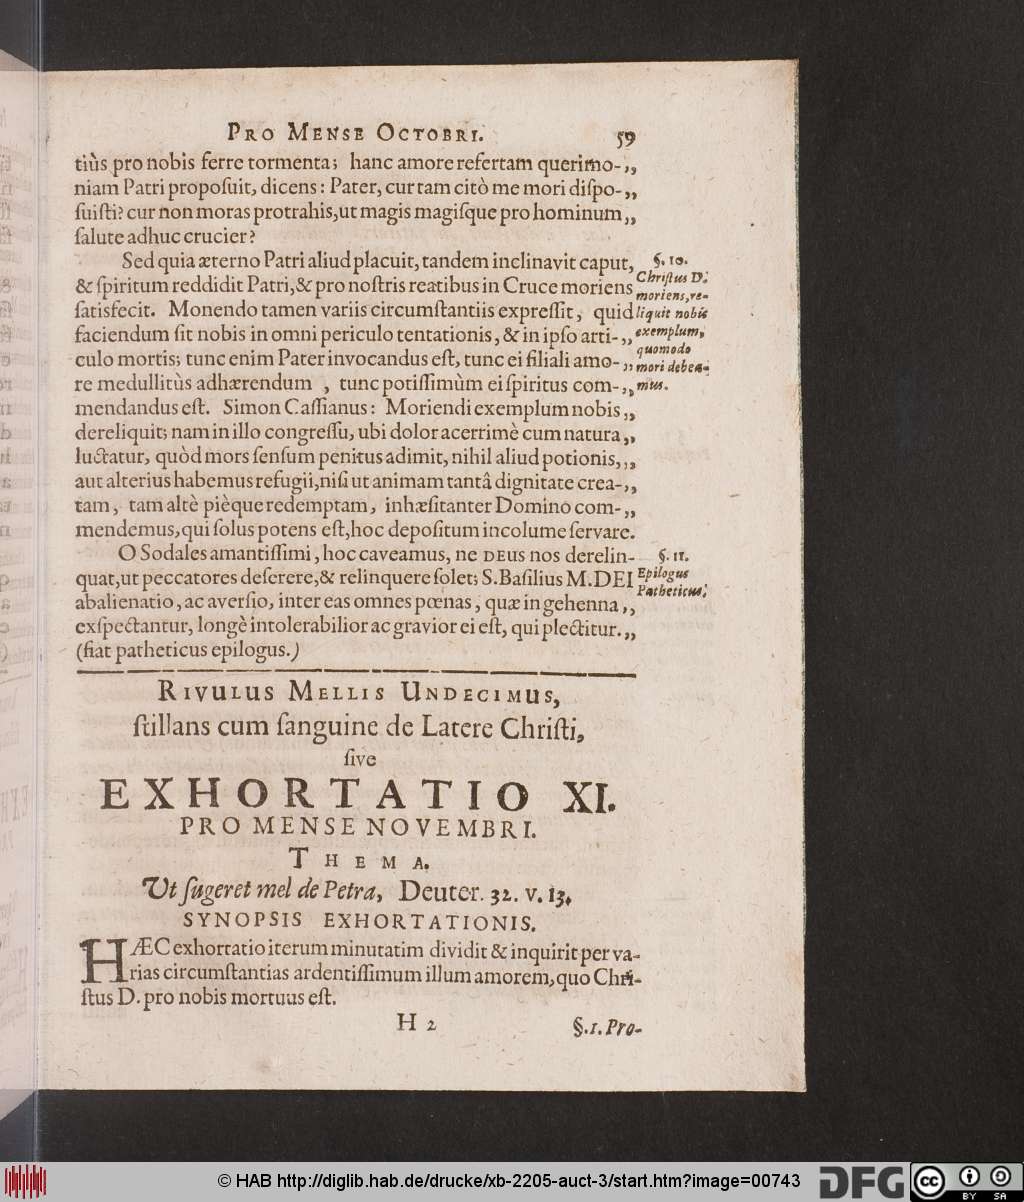 PRO MENSE OCTOBRI. 59
tiùs pro nobis ferre tormenta; hanc amore refertam querimo-,,
niam Patri propoſuit, dicens: Pater, cur tam citò me mori diſpo-,,
ſuiſti? cur non moras protrahis, ut magis magiſque pro hominum,,
ſalute adhuc crucier?
Sed quia æterno Patri aliud placuit, tandem inclinavit caput,
& ſpiritum reddidit Patri, & pro noſtris reatibus in Cruce moriens
ſatisfecit. Monendo tamen variis circumſtantiis expreſſit, quid
faciendum ſit nobis in omni periculo tentationis, & in ipſo arti-,,
culo mortis; tunc enim Pater invocandus eſt, tunc ei filiali amo-,,
re medullitùs adhærendum , tunc potiſſimùm ei ſpiritus com-,,
mendandus eſt. Simon Caſſianus: Moriendi exemplum nobis,,
dereliquit; nam in illo congreſſu, ubi dolor acerrimè cum natura,,
luctatur, quòd mors ſenſum penitus adimit, nihil aliud potionis,,,
aut alterius habemus refugii, niſi ut animam tantâ dignitate crea-,,
tam, tam altè pièque redemptam, inhæſitanter Domino com-,,
mendemus, qui ſolus potens eſt, hoc depoſitum incolume ſervare.
§. 10.
Chriſtus D.
moriens, re-
liquit nobis
exemplum,
quomodo
mori debea-
mus.
O Sodales amantiſſimi, hoc caveamus, ne DEus nos derelin-
quat, ut peccatores deſerere, & relinquere ſolet; S. Baſilius M. DEI
abalienatio, ac averſio, inter eas omnes pœnas, quæ in gehenna,,
exſpectantur, longè intolerabilior ac gravior ei eſt, qui plectitur.,,
(fiat patheticus epilogus.)
§. 11.
Epilogus
Patheticus.
RIVULUS MELLIS UNDECIMUS,
ſtillans cum ſanguine de Latere Chriſti,
ſive
EXHORTATIO XI.
PRO MENSE NOVEMBRI.
THEMA.
Ut ſugeret mel de Petra, Deuter. 32. v. 13.
SYNOPSIS EXHORTATIONIS.
HÆC exhortatio iterum minutatim dividit & inquirit per va-
rias circumſtantias ardentiſſimum illum amorem, quo Chri-
ſtus D. pro nobis mortuus eſt.
H 2 §. 1. Pro-
© HAB http://diglib.hab.de/drucke/xb-2205-auct-3/start.htm?image=00743
DFG
cc BY SA